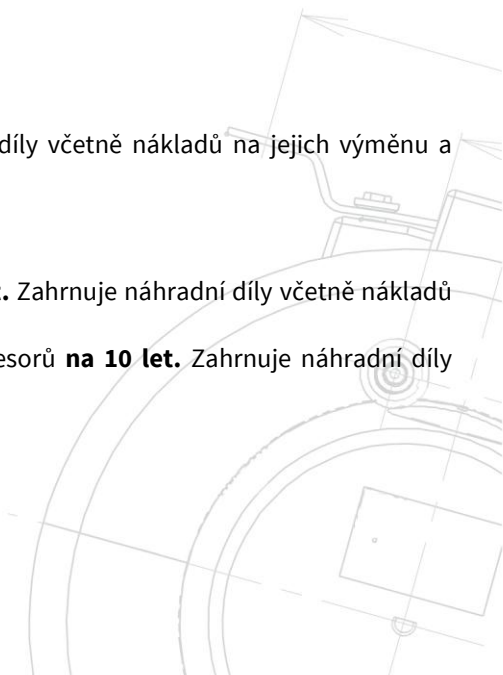 díly včetně nákladů na jejich výměnu a
Zahrnuje náhradní díly včetně nákladů
esorů na 10 let. Zahrnuje náhradní díly